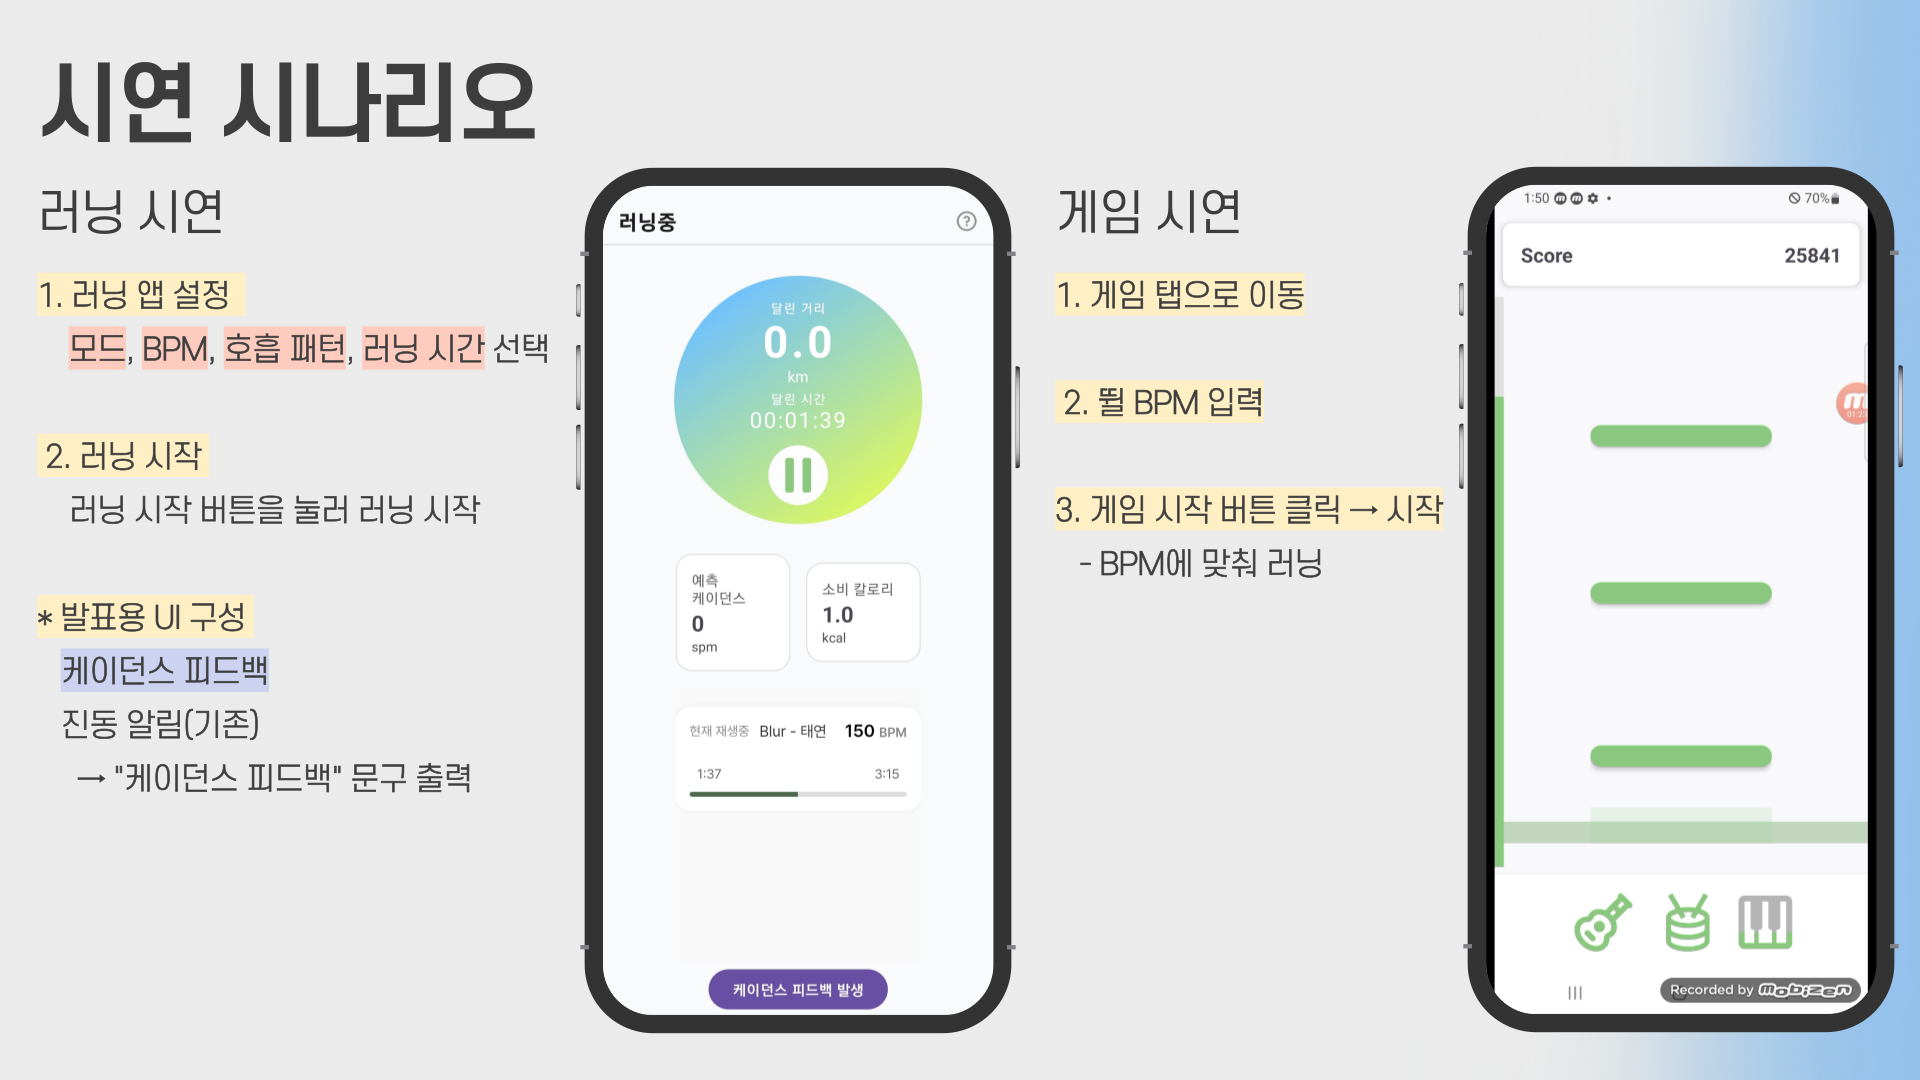 시연 시나리오
러닝 시연
1. 러닝 앱 설정
모드, BPM, 호흡 패턴, 러닝 시간 선택
2. 러닝 시작
러닝 시작 버튼을 눌러 러닝 시작
* 발표용 UI 구성
케이던스 피드백
진동 알림(기존)
→ "케이던스 피드백" 문구 출력
러닝중
?
달린 거리
0.0
km
달린 시간
00:01:39
예측
케이던스
0
spm
소비 칼로리
1.0
kcal
현재 재생중 Blur - 태연 150 BPM
1:37 3:15
케이던스 피드백 발생
게임 시연
1. 게임 탭으로 이동
2. 뛸 BPM 입력
3. 게임 시작 버튼 클릭 → 시작
- BPM에 맞춰 러닝
1:50 70%
Score 25841
Recorded by mobizen